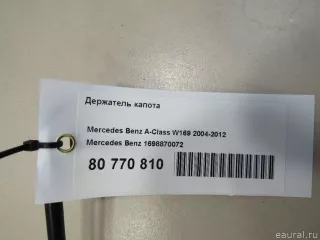 Держатель капота
Mercedes Benz A-Class W169 2004-2012
Mercedes Benz 1698870072
80 770 810
eaural.ru